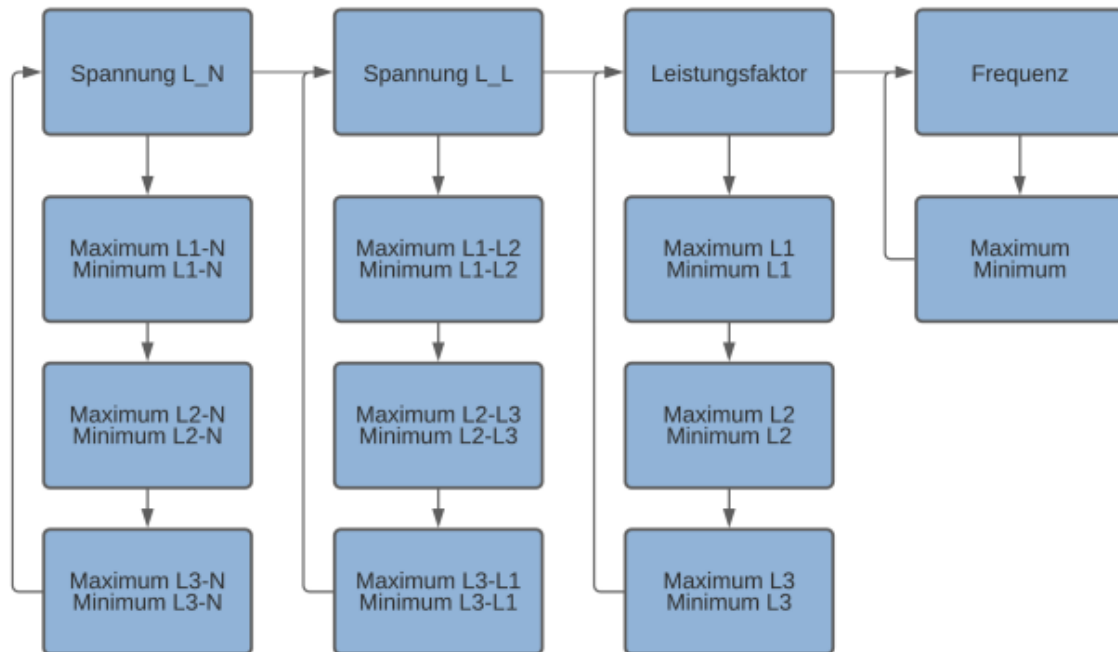 Spannung L_N
Spannung L_L
Leistungsfaktor
Frequenz
Maximum L1-N
Minimum L1-N
Maximum L1-L2
Minimum L1-L2
Maximum L1
Minimum L1
Maximum
Minimum
Maximum L2-N
Minimum L2-N
Maximum L2-L3
Minimum L2-L3
Maximum L2
Minimum L2
Maximum L3-N
Minimum L3-N
Maximum L3-L1
Minimum L3-L1
Maximum L3
Minimum L3